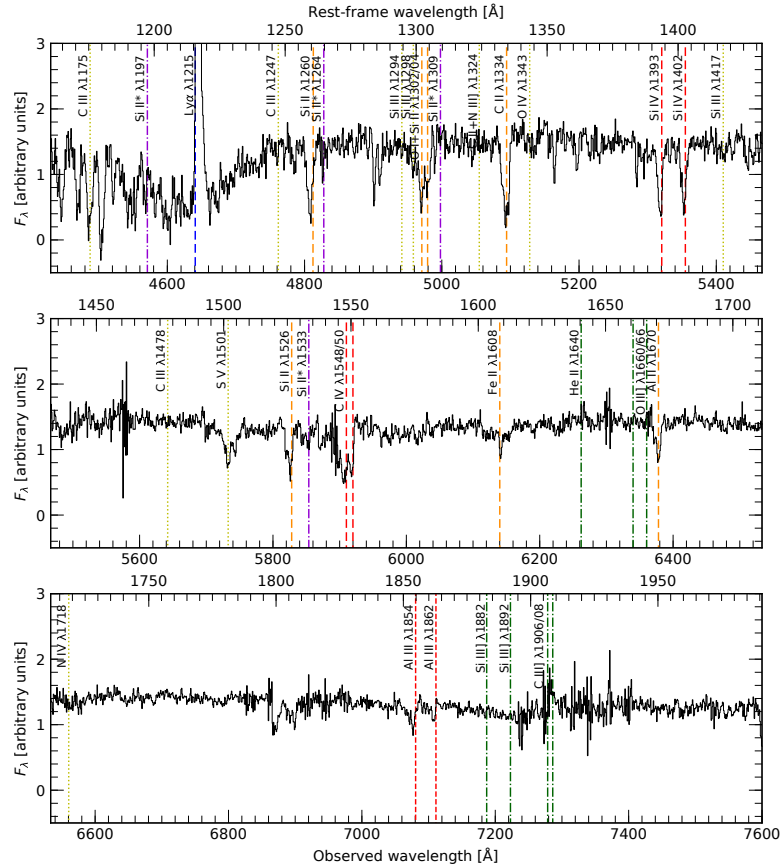 Rest-frame wavelength [Å]
1200 1250 1300 1350 1400
C III λ1175
Si II* λ1197
Lyα λ1215
C III λ1247
Si II λ1260
Si II* λ1264
Si III λ1294
Si III λ1298
O I+Si II λ1302/04
Si II* λ1309
λ1324
C II λ1334
O IV λ1343
Si IV λ1393
Si IV λ1402
Si III λ1417
3
2
1
0
Fλ [arbitrary units]
4600 4800 5000 5200 5400
1450 1500 1550 1600 1650 1700
C III λ1478
S V λ1501
Si II λ1526
Si II* λ1533
C IV λ1548/50
Fe II λ1608
He II λ1640
O III] λ1660/66
Al II λ1670
3
2
1
0
Fλ [arbitrary units]
5600 5800 6000 6200 6400
1750 1800 1850 1900 1950
N IV λ1718
Al III λ1854
Al III λ1862
Si III] λ1882
Si III] λ1892
C III] λ1906/08
3
2
1
0
Fλ [arbitrary units]
6600 6800 7000 7200 7400 7600
Observed wavelength [Å]